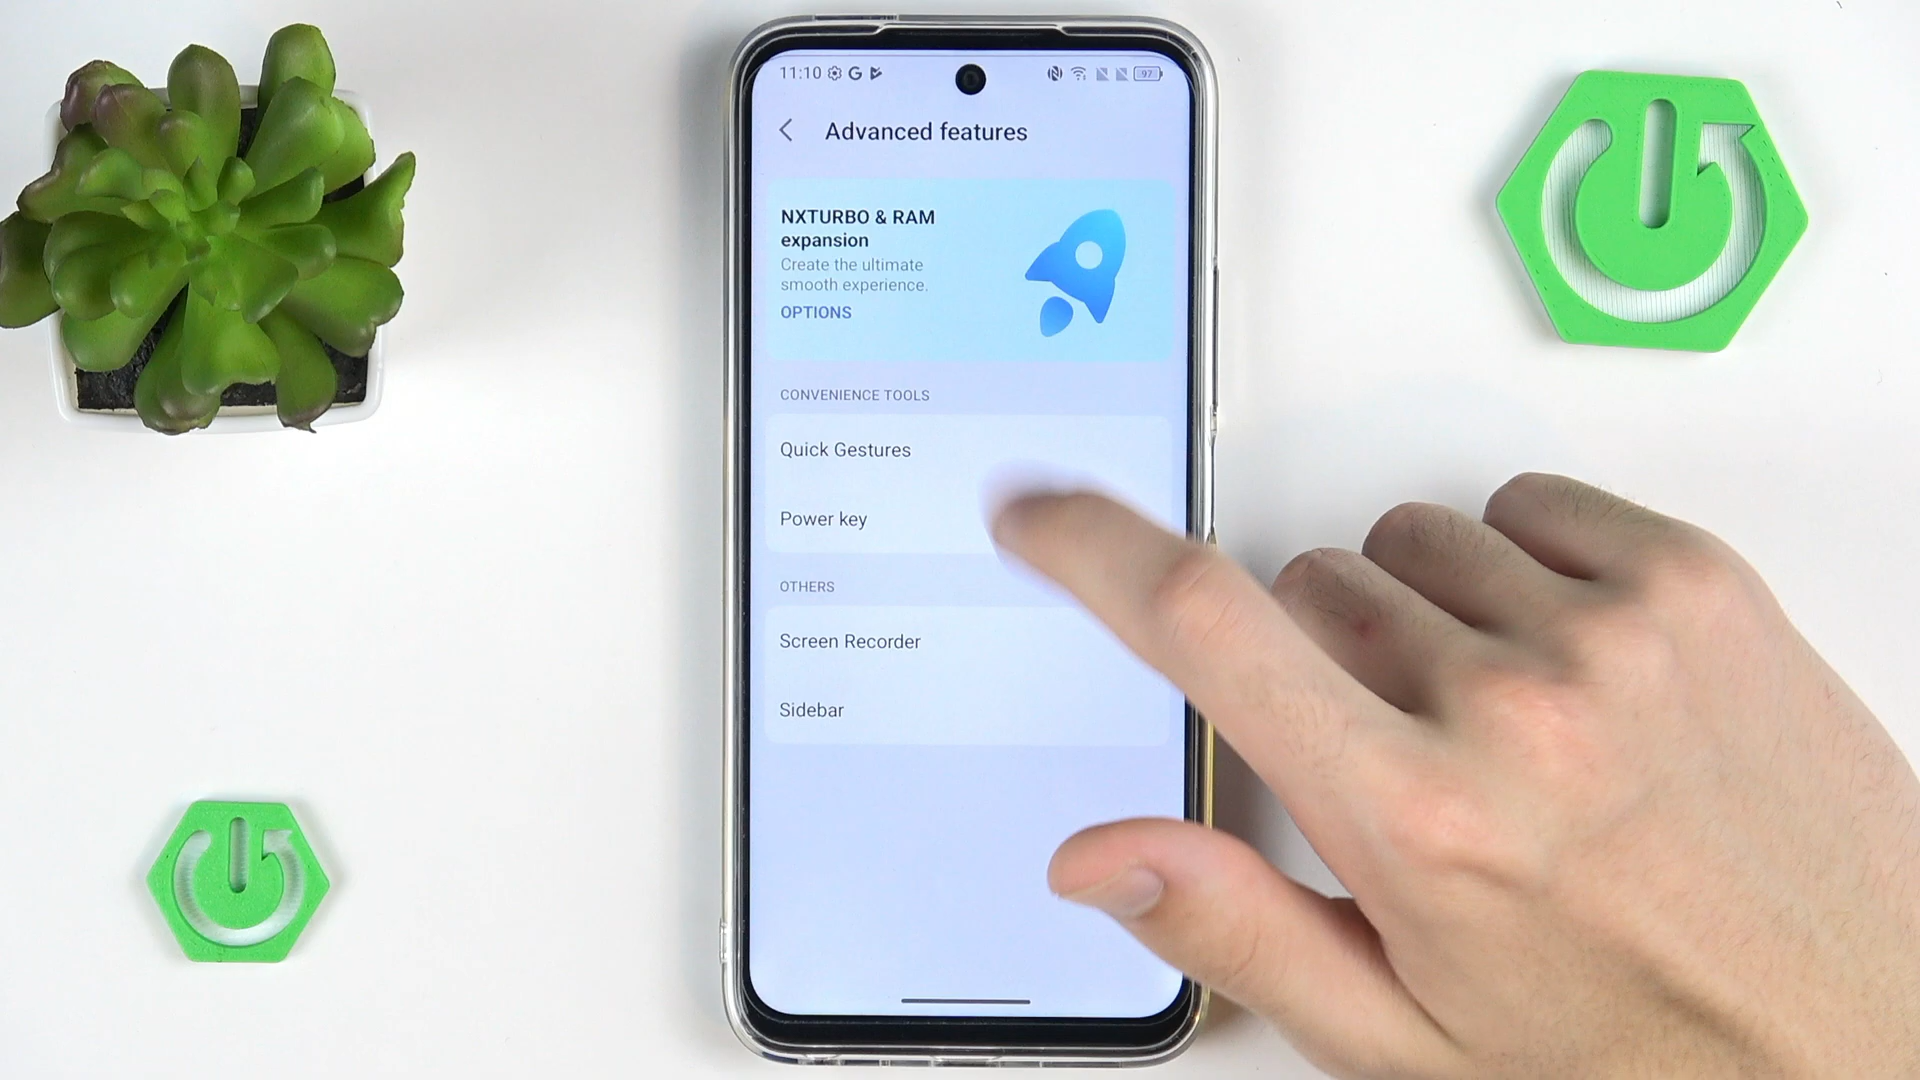 11:10
97
Advanced features
NXTURBO & RAM
expansion
Create the ultimate
smooth experience.
OPTIONS
CONVENIENCE TOOLS
Quick Gestures
Power key
OTHERS
Screen Recorder
Sidebar